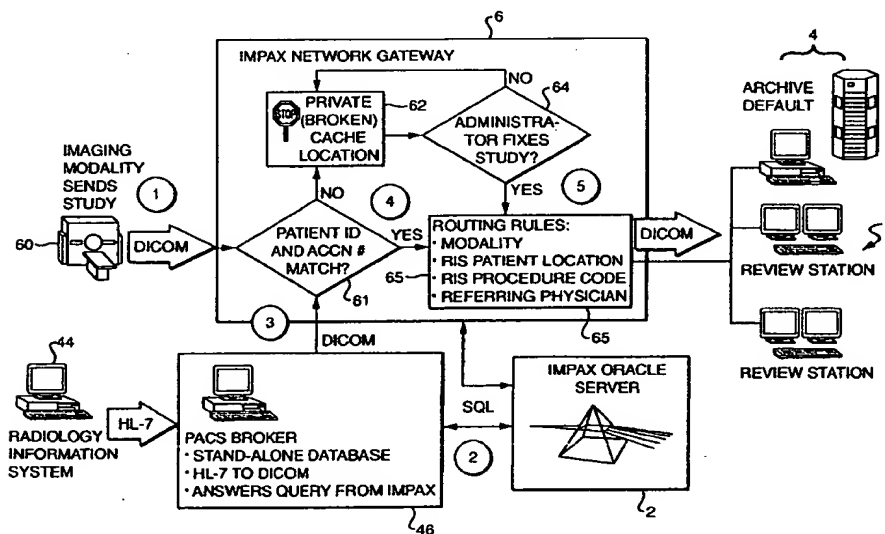 6
IMPAX NETWORK GATEWAY
4
NO
62
64
STOP
PRIVATE
(BROKEN)
CACHE
LOCATION
ADMINISTRA-
TOR FIXES
STUDY?
ARCHIVE
DEFAULT
IMAGING
MODALITY
SENDS
STUDY
1
NO
4
YES
5
60
DICOM
PATIENT ID
AND ACCN #
MATCH?
YES
61
ROUTING RULES:
• MODALITY
• RIS PATIENT LOCATION
• RIS PROCEDURE CODE
• REFERRING PHYSICIAN
65
65
DICOM
REVIEW STATION
3
DICOM
44
HL-7
RADIOLOGY
INFORMATION
SYSTEM
PACS BROKER
• STAND-ALONE DATABASE
• HL-7 TO DICOM
• ANSWERS QUERY FROM IMPAX
46
SQL
2
IMPAX ORACLE
SERVER
2
REVIEW STATION